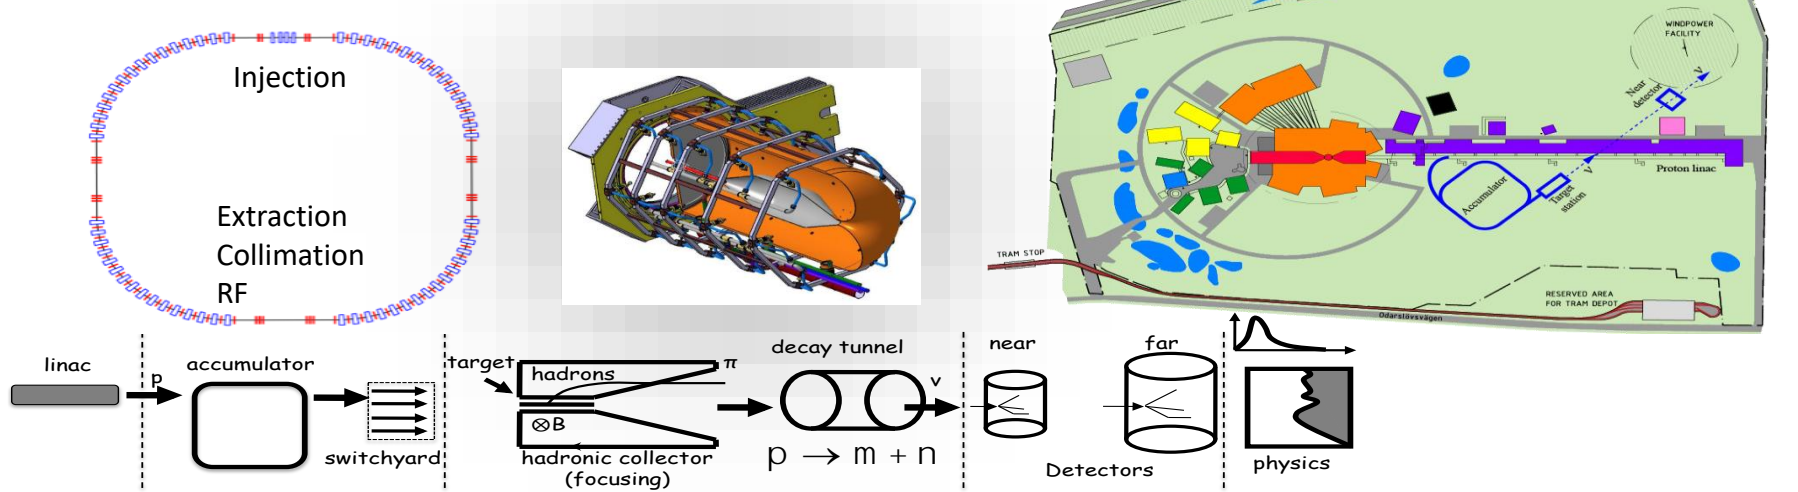 Injection
Extraction
Collimation
RF
WINDPOWER
FACILITY
ν
Near
detector
Proton linac
ν
Accumulator
Target
station
TRAM STOP
RESERVED AREA
FOR TRAM DEPOT
Odarslövsvägen
linac
p
accumulator
switchyard
target
hadrons
π
⊗B
hadronic collector
(focusing)
decay tunnel
ν
p → m + n
near
far
Detectors
physics